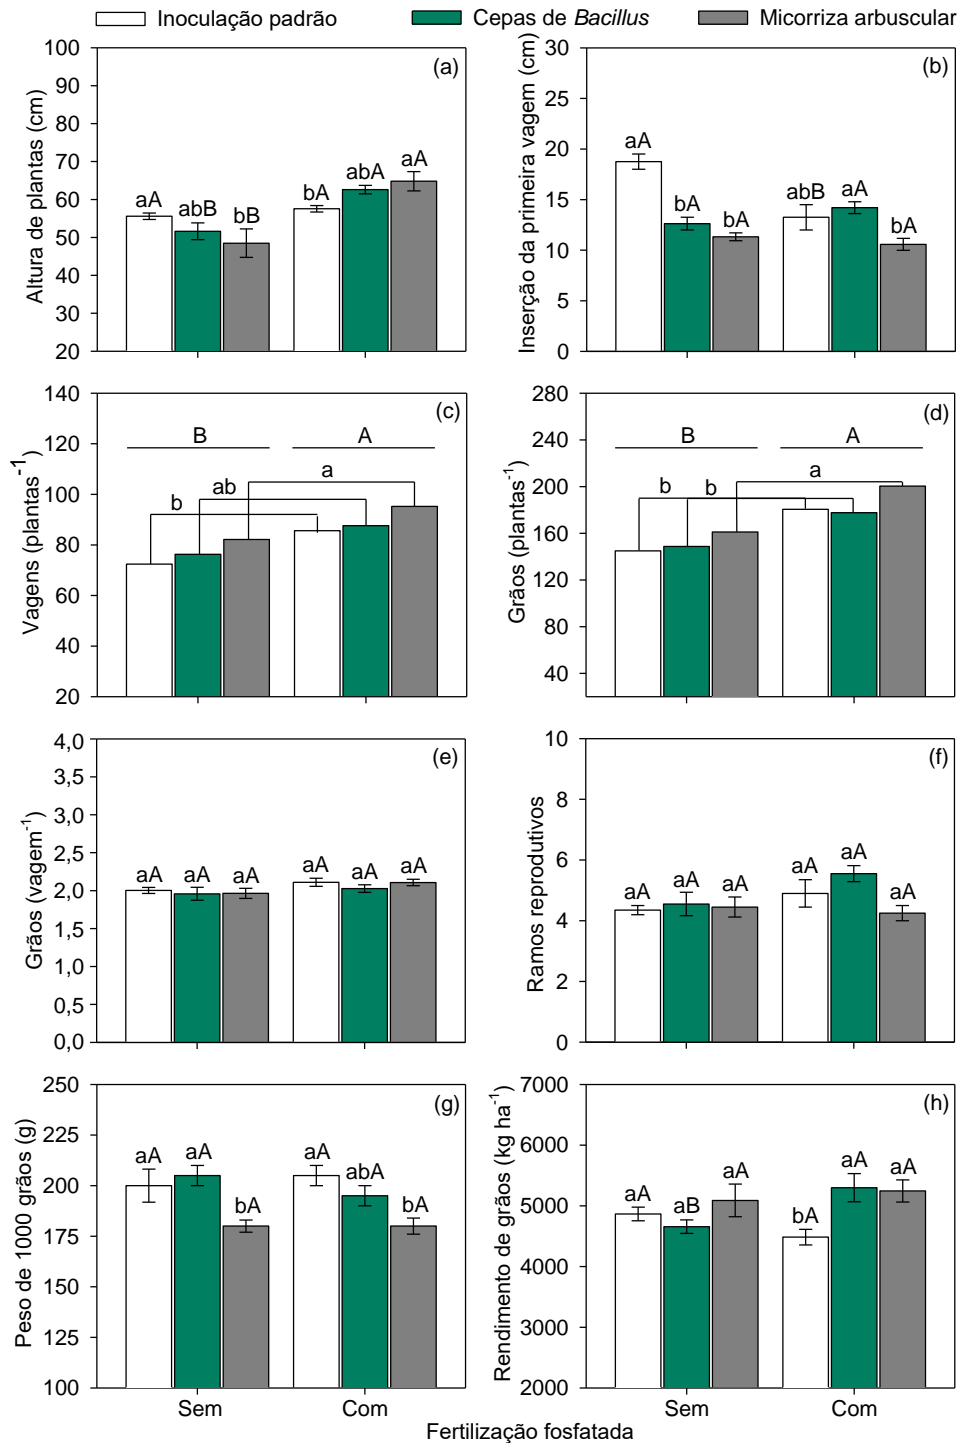 Inoculação padrão
Cepas de Bacillus
Micorriza arbuscular
(a)
Altura de plantas (cm)
100
90
80
70
60
50
40
30
20
aA
abB
bB
bA
abA
aA
(b)
Inserção da primeira vagem (cm)
30
25
20
15
10
5
0
aA
bA
bA
abB
aA
bA
(c)
Vagens (plantas-1)
140
120
100
80
60
40
20
B
A
b
ab
a
(d)
Grãos (plantas-1)
280
240
200
160
120
80
40
B
A
b
b
a
(e)
Grãos (vagem-1)
4,0
3,5
3,0
2,5
2,0
1,5
1,0
0,5
0,0
aA
aA
aA
aA
aA
aA
(f)
Ramos reprodutivos
10
8
6
4
2
0
aA
aA
aA
aA
aA
aA
(g)
Peso de 1000 grãos (g)
250
225
200
175
150
125
100
aA
aA
bA
aA
abA
bA
Sem
Com
(h)
Rendimento de grãos (kg ha-1)
7000
6000
5000
4000
3000
2000
aA
aB
aA
bA
aA
aA
Sem
Com
Fertilização fosfatada